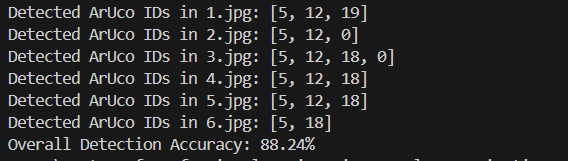 Detected ArUco IDs in 1.jpg: [5, 12, 19]
Detected ArUco IDs in 2.jpg: [5, 12, 0]
Detected ArUco IDs in 3.jpg: [5, 12, 18, 0]
Detected ArUco IDs in 4.jpg: [5, 12, 18]
Detected ArUco IDs in 5.jpg: [5, 12, 18]
Detected ArUco IDs in 6.jpg: [5, 18]
Overall Detection Accuracy: 88.24%